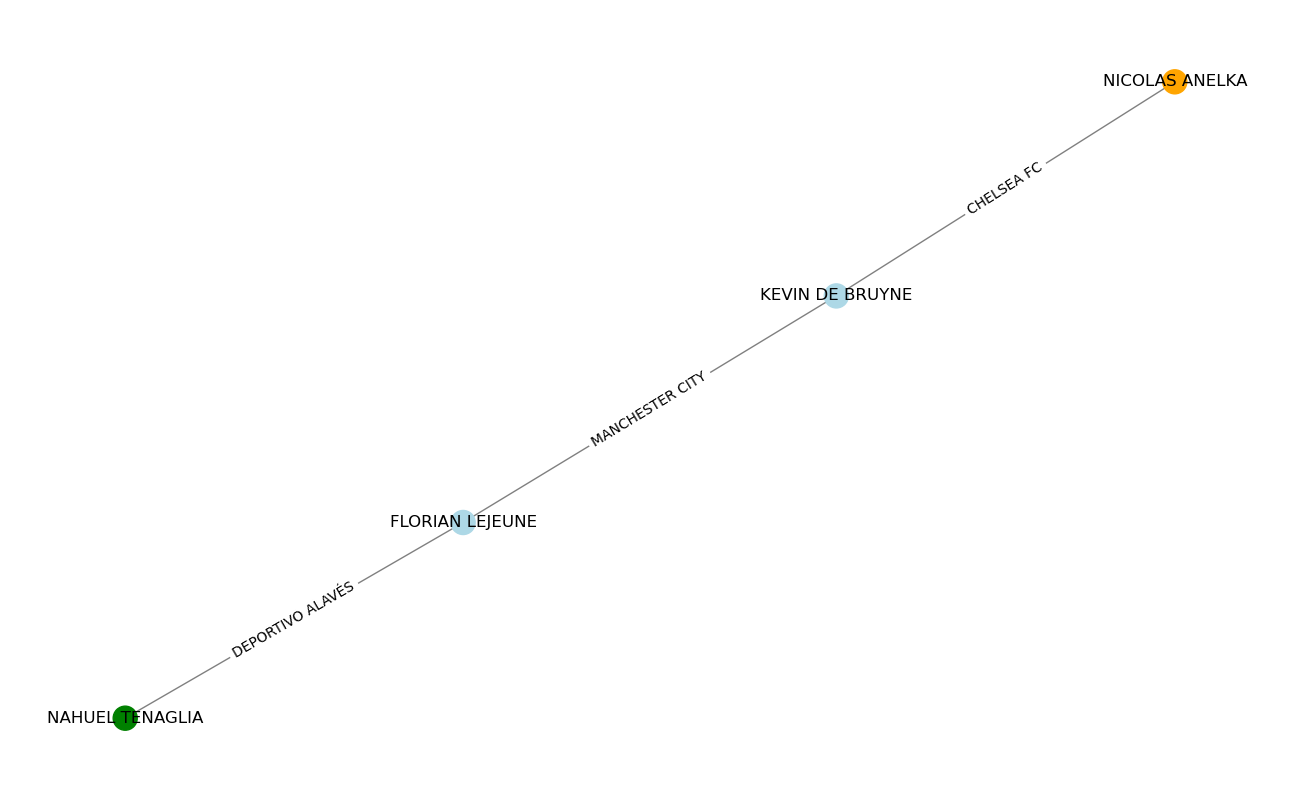 NICOLAS ANELKA
CHELSEA FC
KEVIN DE BRUYNE
MANCHESTER CITY
FLORIAN LEJEUNE
DEPORTIVO ALAVÉS
NAHUEL TENAGLIA